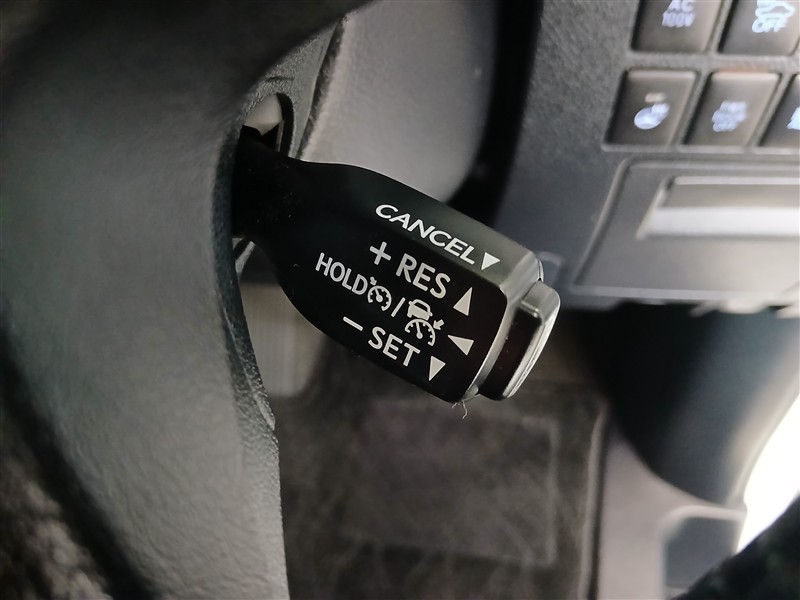 AC
100V
OFF
CANCEL▼
+ RES ▲
HOLD /
− SET ▼